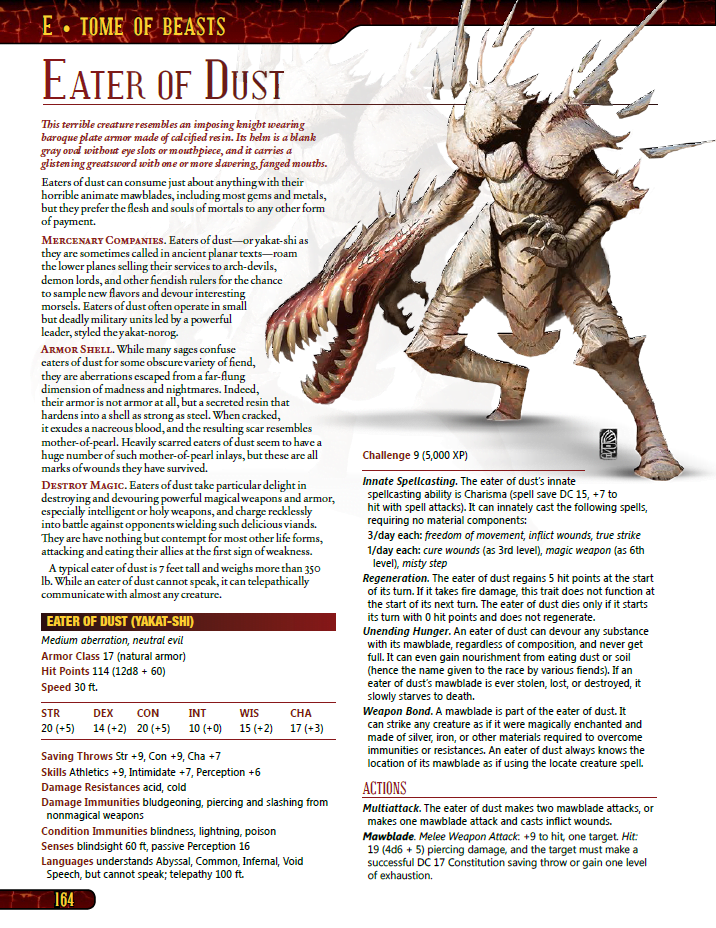 E • TOME OF BEASTS
EATER OF DUST
This terrible creature resembles an imposing knight wearing
baroque plate armor made of calcified resin. Its helm is a blank
gray oval without eye slots or mouthpiece, and it carries a
glistening greatsword with one or more slavering, fanged mouths.
Eaters of dust can consume just about anything with their
horrible animate mawblades, including most gems and metals,
but they prefer the flesh and souls of mortals to any other form
of payment.
MERCENARY COMPANIES. Eaters of dust—or yakat-shi as
they are sometimes called in ancient planar texts—roam
the lower planes selling their services to arch-devils,
demon lords, and other fiendish rulers for the chance
to sample new flavors and devour interesting
morsels. Eaters of dust often operate in small
but deadly military units led by a powerful
leader, styled the yakat-norog.
ARMOR SHELL. While many sages confuse
eaters of dust for some obscure variety of fiend,
they are aberrations escaped from a far-flung
dimension of madness and nightmares. Indeed,
their armor is not armor at all, but a secreted resin that
hardens into a shell as strong as steel. When cracked,
it exudes a nacreous blood, and the resulting scar resembles
mother-of-pearl. Heavily scarred eaters of dust seem to have a
huge number of such mother-of-pearl inlays, but these are all
marks of wounds they have survived.
DESTROY MAGIC. Eaters of dust take particular delight in
destroying and devouring powerful magical weapons and armor,
especially intelligent or holy weapons, and charge recklessly
into battle against opponents wielding such delicious viands.
They are have nothing but contempt for most other life forms,
attacking and eating their allies at the first sign of weakness.
A typical eater of dust is 7 feet tall and weighs more than 350
lb. While an eater of dust cannot speak, it can telepathically
communicate with almost any creature.
EATER OF DUST (YAKAT-SHI)
Medium aberration, neutral evil
Armor Class 17 (natural armor)
Hit Points 114 (12d8 + 60)
Speed 30 ft.
STR DEX CON INT WIS CHA
20 (+5) 14 (+2) 20 (+5) 10 (+0) 15 (+2) 17 (+3)
Saving Throws Str +9, Con +9, Cha +7
Skills Athletics +9, Intimidate +7, Perception +6
Damage Resistances acid, cold
Damage Immunities bludgeoning, piercing and slashing from
nonmagical weapons
Condition Immunities blindness, lightning, poison
Senses blindsight 60 ft, passive Perception 16
Languages understands Abyssal, Common, Infernal, Void
Speech, but cannot speak; telepathy 100 ft.
164
Challenge 9 (5,000 XP)
Innate Spellcasting. The eater of dust's innate
spellcasting ability is Charisma (spell save DC 15, +7 to
hit with spell attacks). It can innately cast the following spells,
requiring no material components:
3/day each: freedom of movement, inflict wounds, true strike
1/day each: cure wounds (as 3rd level), magic weapon (as 6th
level), misty step
Regeneration. The eater of dust regains 5 hit points at the start
of its turn. If it takes fire damage, this trait does not function at
the start of its next turn. The eater of dust dies only if it starts
its turn with 0 hit points and does not regenerate.
Unending Hunger. An eater of dust can devour any substance
with its mawblade, regardless of composition, and never get
full. It can even gain nourishment from eating dust or soil
(hence the name given to the race by various fiends). If an
eater of dust's mawblade is ever stolen, lost, or destroyed, it
slowly starves to death.
Weapon Bond. A mawblade is part of the eater of dust. It
can strike any creature as if it were magically enchanted and
made of silver, iron, or other materials required to overcome
immunities or resistances. An eater of dust always knows the
location of its mawblade as if using the locate creature spell.
ACTIONS
Multiattack. The eater of dust makes two mawblade attacks, or
makes one mawblade attack and casts inflict wounds.
Mawblade. Melee Weapon Attack: +9 to hit, one target. Hit:
19 (4d6 + 5) piercing damage, and the target must make a
successful DC 17 Constitution saving throw or gain one level
of exhaustion.